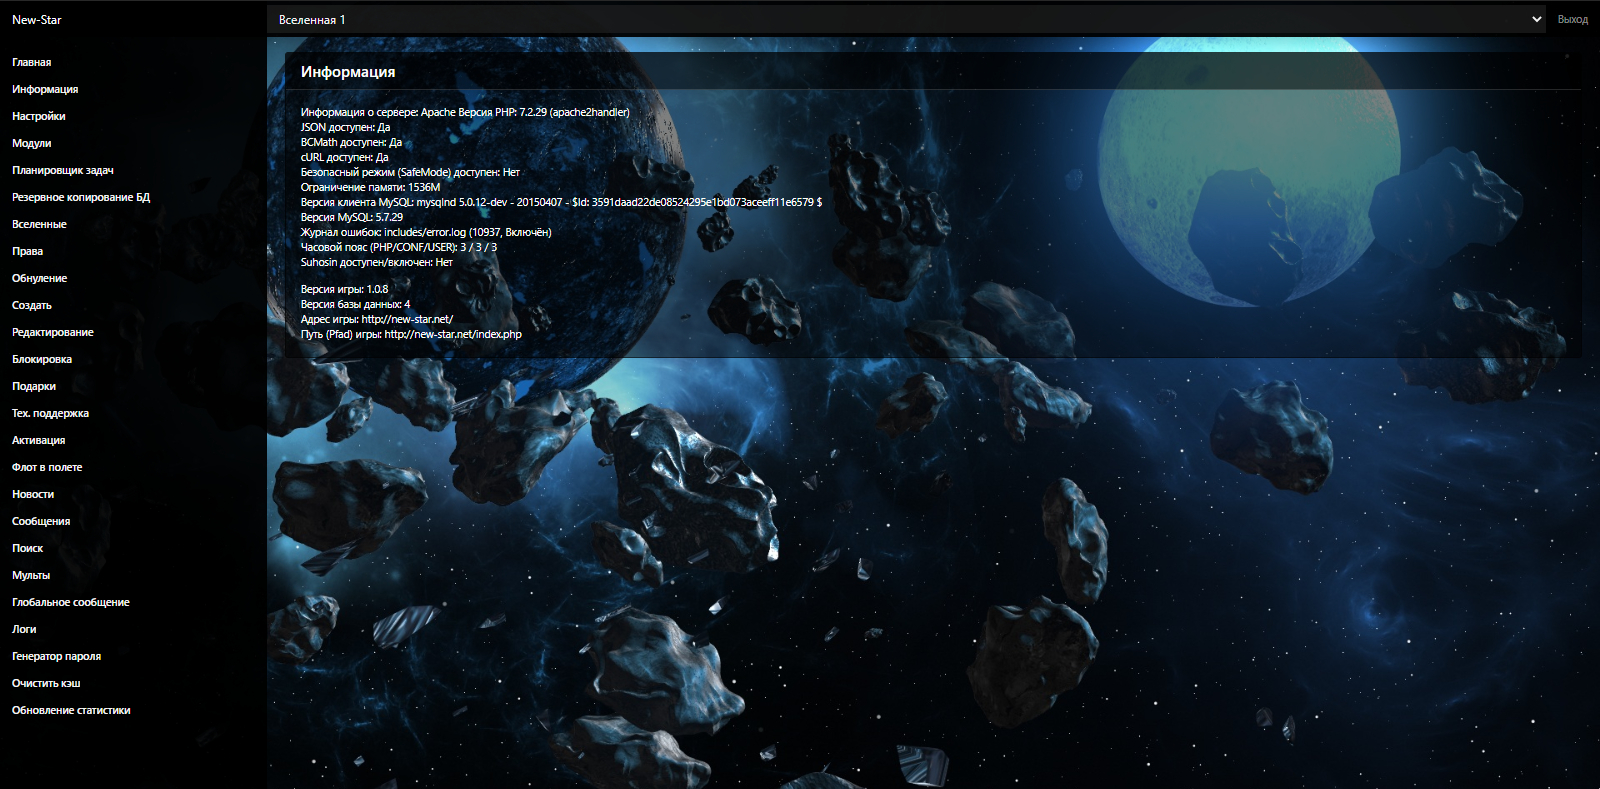 New-Star
Вселенная 1
Выход
Главная
Информация
Настройки
Модули
Планировщик задач
Резервное копирование БД
Вселенные
Права
Обнуление
Создать
Редактирование
Блокировка
Подарки
Тех. поддержка
Активация
Флот в полете
Новости
Сообщения
Поиск
Мульты
Глобальное сообщение
Логи
Генератор пароля
Очистить кэш
Обновление статистики
Информация
Информация о сервере: Apache Версия PHP: 7.2.29 (apache2handler)
JSON доступен: Да
BCMath доступен: Да
cURL доступен: Да
Безопасный режим (SafeMode) доступен: Нет
Ограничение памяти: 1536M
Версия клиента MySQL: mysqlnd 5.0.12-dev - 20150407 - $Id: 3591daad22de08524295e1bd073aceeff11e6579 $
Версия MySQL: 5.7.29
Журнал ошибок: includes/error.log (10937, Включён)
Часовой пояс (PHP/CONF/USER): 3 / 3 / 3
Suhosin доступен/включен: Нет
Версия игры: 1.0.8
Версия базы данных: 4
Адрес игры: http://new-star.net/
Путь (Pfad) игры: http://new-star.net/index.php